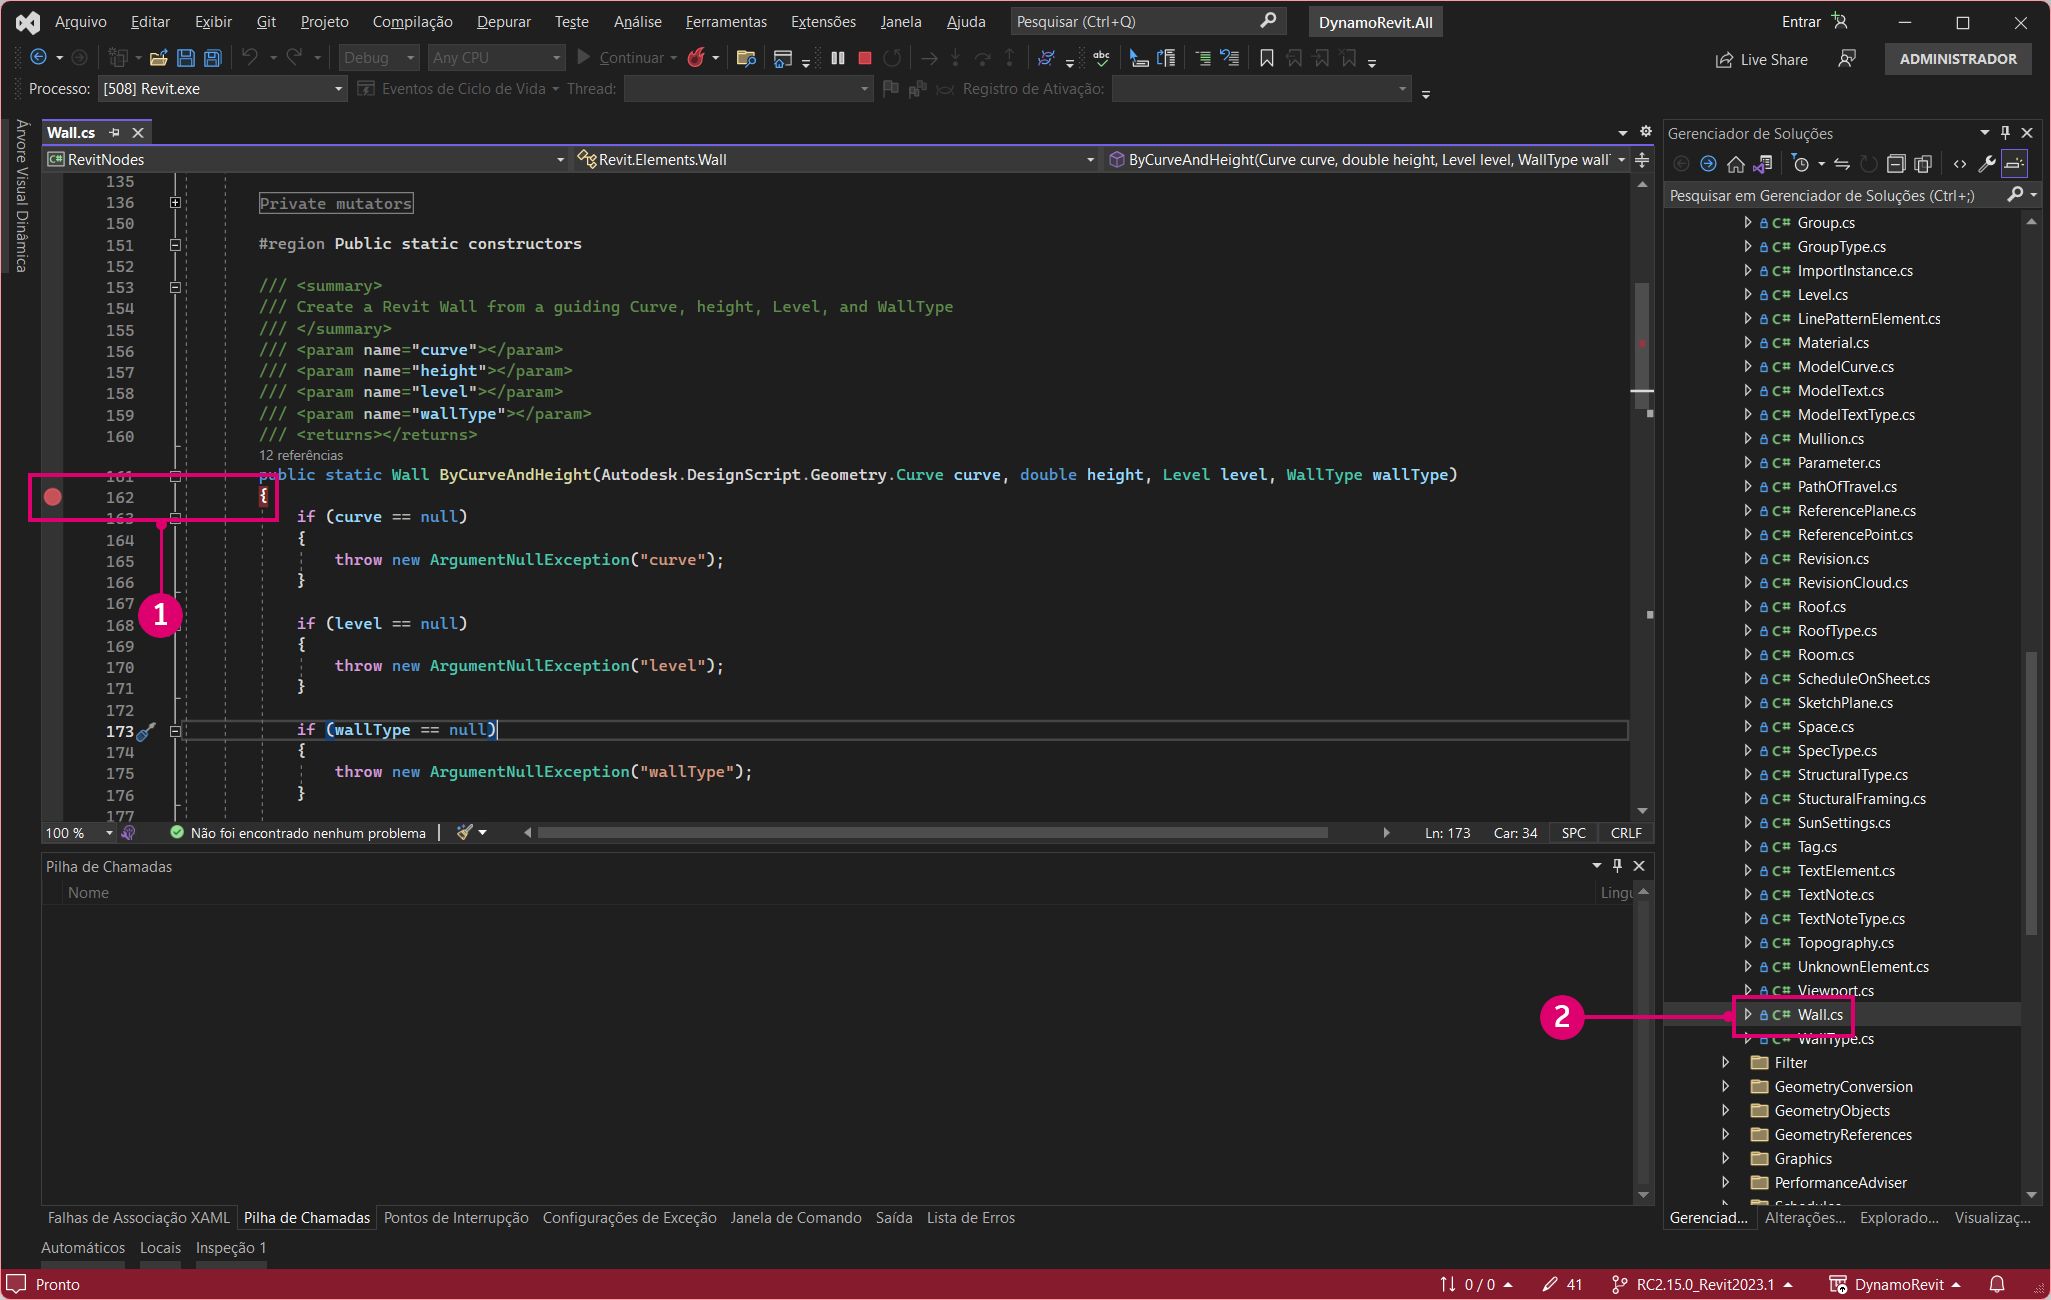 Arquivo Editar Exibir Git Projeto Compilação Depurar Teste Análise Ferramentas Extensões Janela Ajuda Pesquisar (Ctrl+Q) DynamoRevit.All Entrar
Debug Any CPU Continuar Live Share ADMINISTRADOR
Processo: [508] Revit.exe Eventos de Ciclo de Vida Thread: Registro de Ativação:
Árvore Visual Dinâmica
Wall.cs
RevitNodes Revit.Elements.Wall ByCurveAndHeight(Curve curve, double height, Level level, WallType wallT
135
136 Private mutators
150
151 #region Public static constructors
152
153 /// <summary>
154 /// Create a Revit Wall from a guiding Curve, height, Level, and WallType
155 /// </summary>
156 /// <param name="curve"></param>
157 /// <param name="height"></param>
158 /// <param name="level"></param>
159 /// <param name="wallType"></param>
160 /// <returns></returns>
12 referências
161 public static Wall ByCurveAndHeight(Autodesk.DesignScript.Geometry.Curve curve, double height, Level level, WallType wallType)
162 {
163 if (curve == null)
164 {
165 throw new ArgumentNullException("curve");
166 }
167
168 if (level == null)
169 {
170 throw new ArgumentNullException("level");
171 }
172
173 if (wallType == null)
174 {
175 throw new ArgumentNullException("wallType");
176 }
177
1
100 % Não foi encontrado nenhum problema Ln: 173 Car: 34 SPC CRLF
Pilha de Chamadas
Nome Lingu
Falhas de Associação XAML Pilha de Chamadas Pontos de Interrupção Configurações de Exceção Janela de Comando Saída Lista de Erros
Automáticos Locais Inspeção 1
Gerenciador de Soluções
Pesquisar em Gerenciador de Soluções (Ctrl+;)
C# Group.cs
C# GroupType.cs
C# ImportInstance.cs
C# Level.cs
C# LinePatternElement.cs
C# Material.cs
C# ModelCurve.cs
C# ModelText.cs
C# ModelTextType.cs
C# Mullion.cs
C# Parameter.cs
C# PathOfTravel.cs
C# ReferencePlane.cs
C# ReferencePoint.cs
C# Revision.cs
C# RevisionCloud.cs
C# Roof.cs
C# RoofType.cs
C# Room.cs
C# ScheduleOnSheet.cs
C# SketchPlane.cs
C# Space.cs
C# SpecType.cs
C# StructuralType.cs
C# StucturalFraming.cs
C# SunSettings.cs
C# Tag.cs
C# TextElement.cs
C# TextNote.cs
C# TextNoteType.cs
C# Topography.cs
C# UnknownElement.cs
C# Viewport.cs
2 C# Wall.cs
C# WallType.cs
Filter
GeometryConversion
GeometryObjects
GeometryReferences
Graphics
PerformanceAdviser
Gerenciad... Alterações... Explorado... Visualizaç...
Pronto 0 / 0 41 RC2.15.0_Revit2023.1 DynamoRevit